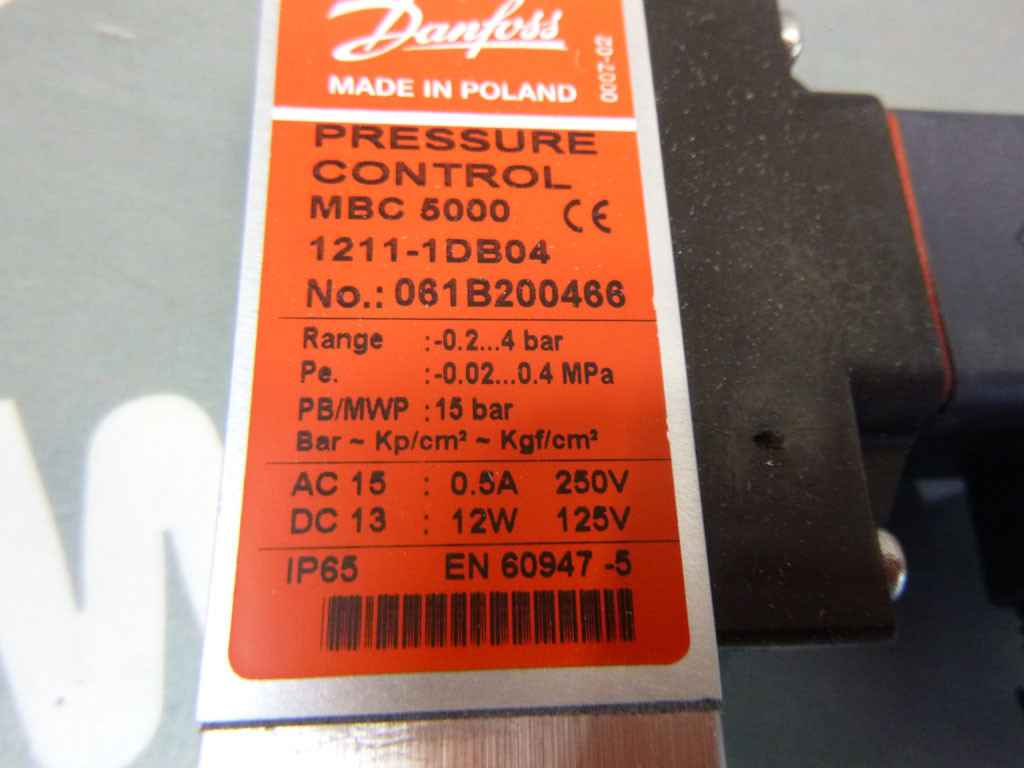 Danfoss
MADE IN POLAND
0007-02
PRESSURE
CONTROL
MBC 5000 CE
1211-1DB04
No.: 061B200466
Range :-0.2...4 bar
Pe. :-0.02...0.4 MPa
PB/MWP : 15 bar
Bar ~ Kp/cm² ~ Kgf/cm²
AC 15 : 0.5A 250V
DC 13 : 12W 125V
IP65 EN 60947 -5